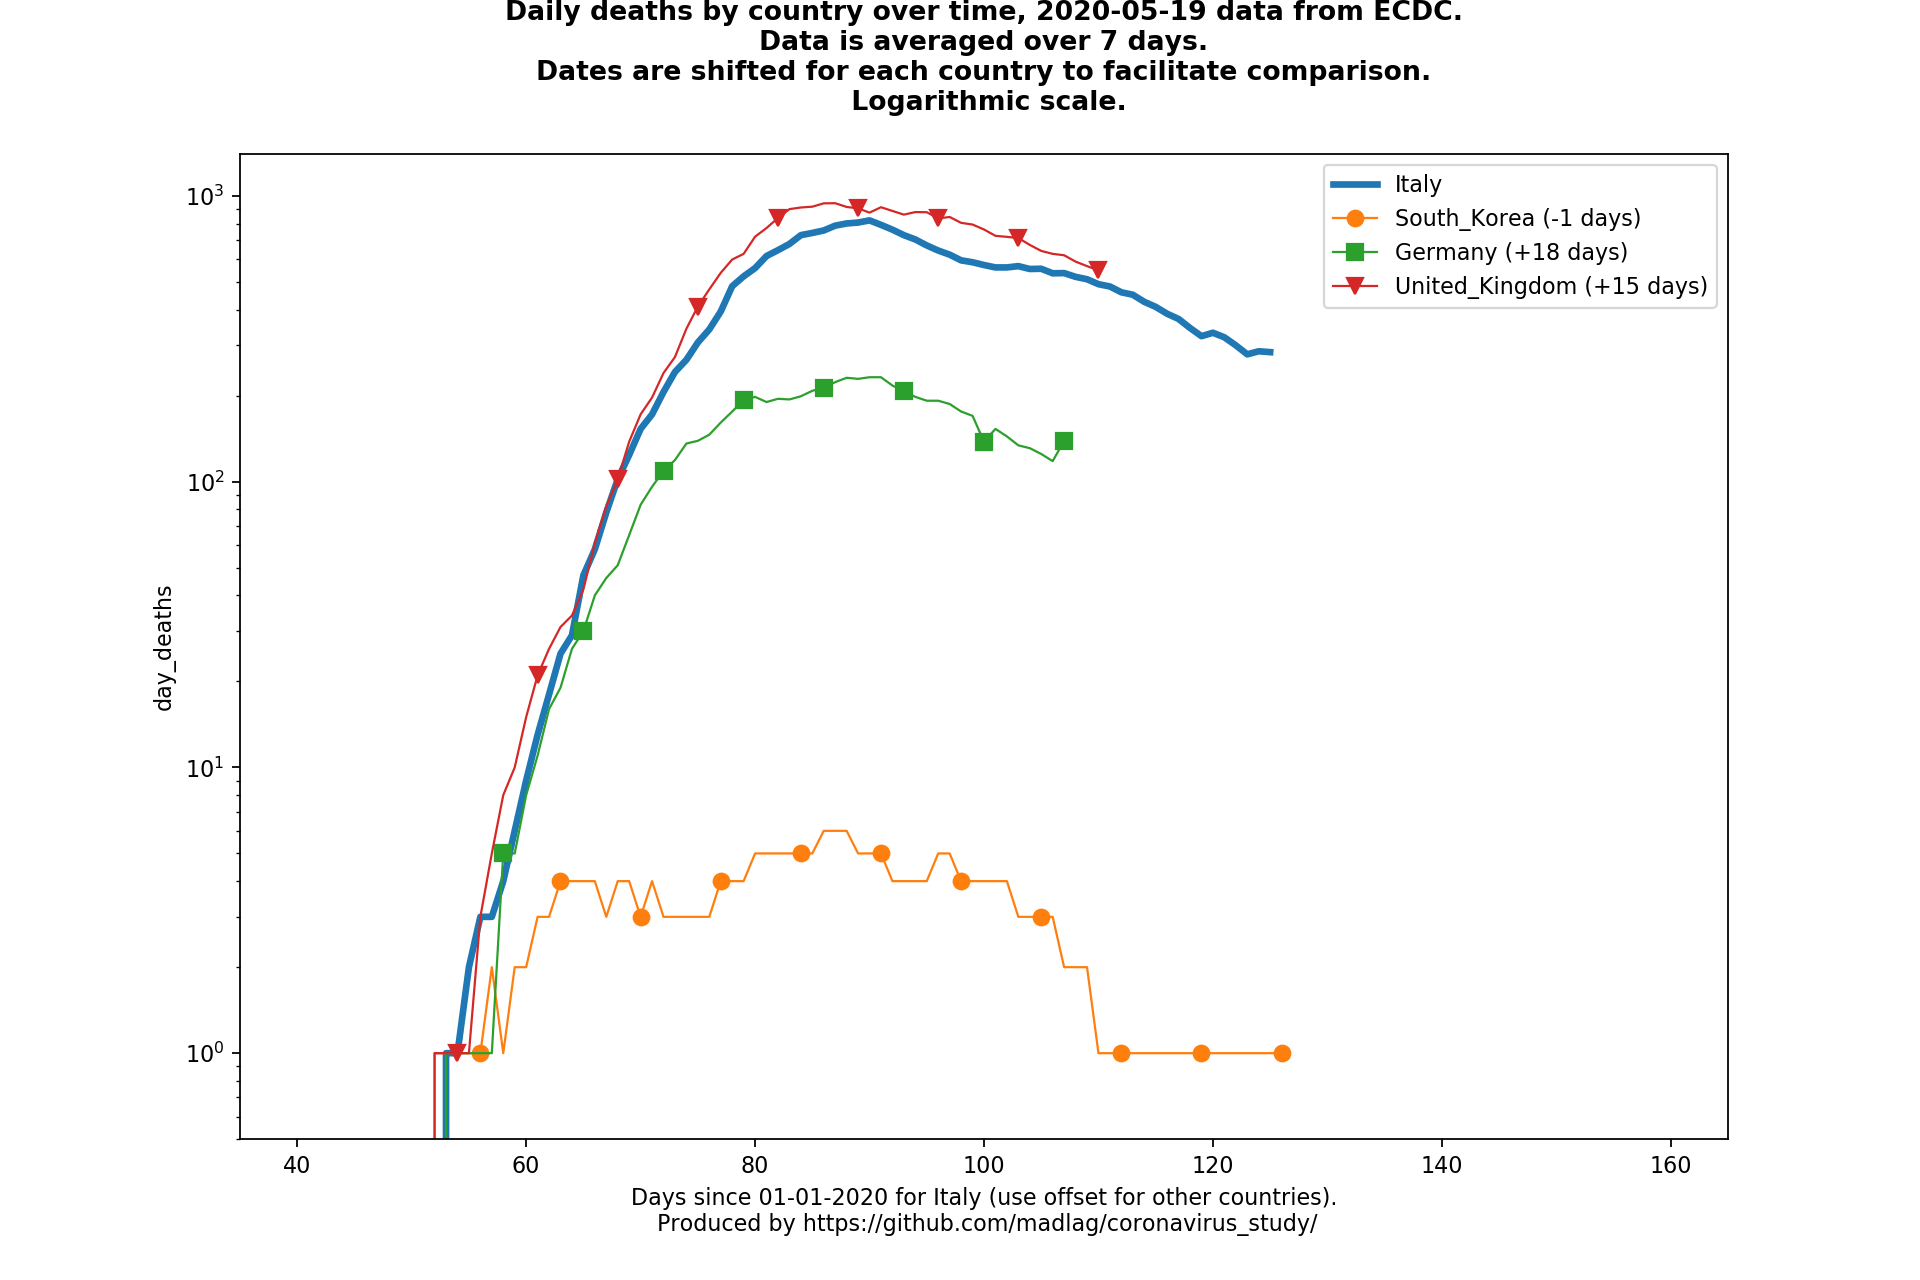 Daily deaths by country over time, 2020-05-19 data from ECDC.
Data is averaged over 7 days.
Dates are shifted for each country to facilitate comparison.
Logarithmic scale.
Italy
South_Korea (-1 days)
Germany (+18 days)
United_Kingdom (+15 days)
day_deaths
10³
10²
10¹
10⁰
40 60 80 100 120 140 160
Days since 01-01-2020 for Italy (use offset for other countries).
Produced by https://github.com/madlag/coronavirus_study/